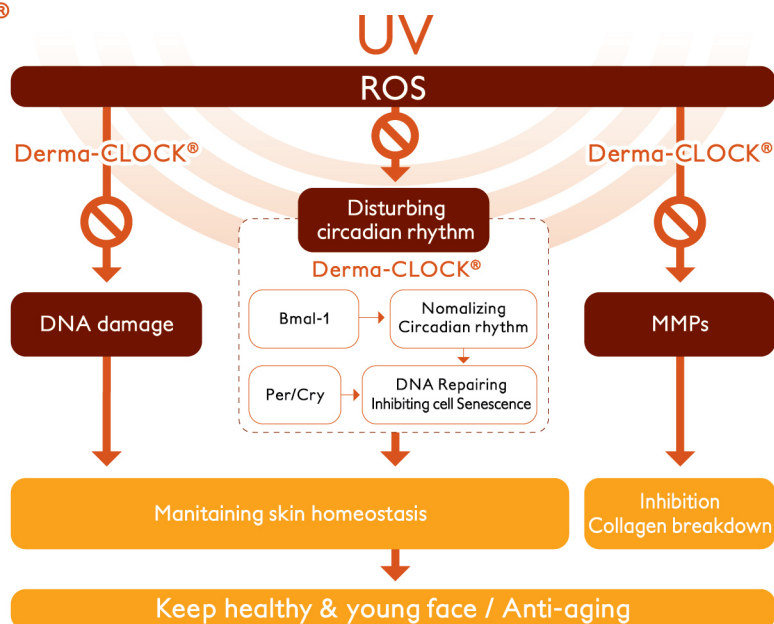 ®
UV
ROS
Derma-CLOCK®
Derma-CLOCK®
Disturbing
circadian rhythm
Derma-CLOCK®
Bmal-1
Nomalizing
Circadian rhythm
DNA damage
MMPs
Per/Cry
DNA Repairing
Inhibiting cell Senescence
Manitaining skin homeostasis
Inhibition
Collagen breakdown
Keep healthy & young face / Anti-aging